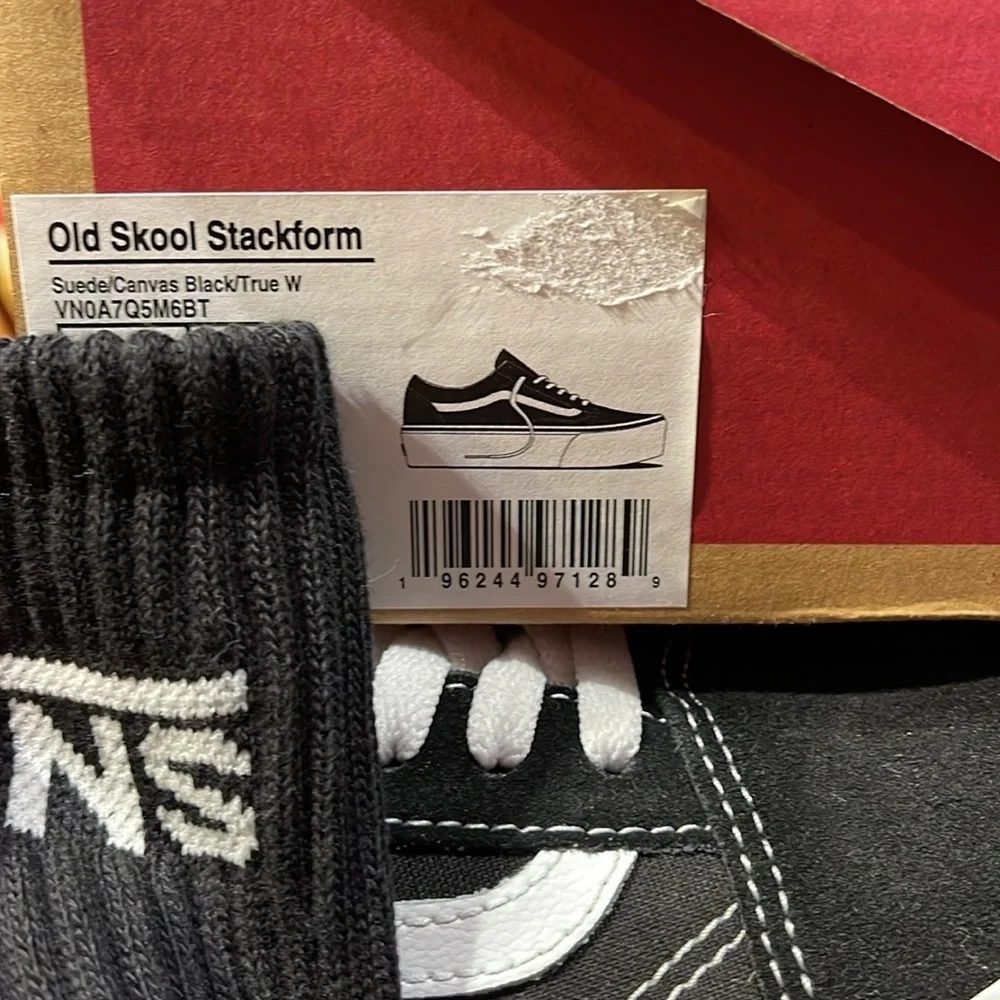 Old Skool Stackform
Suede/Canvas Black/True W
VN0A7Q5M6BT
1 96244 97128 9
NS